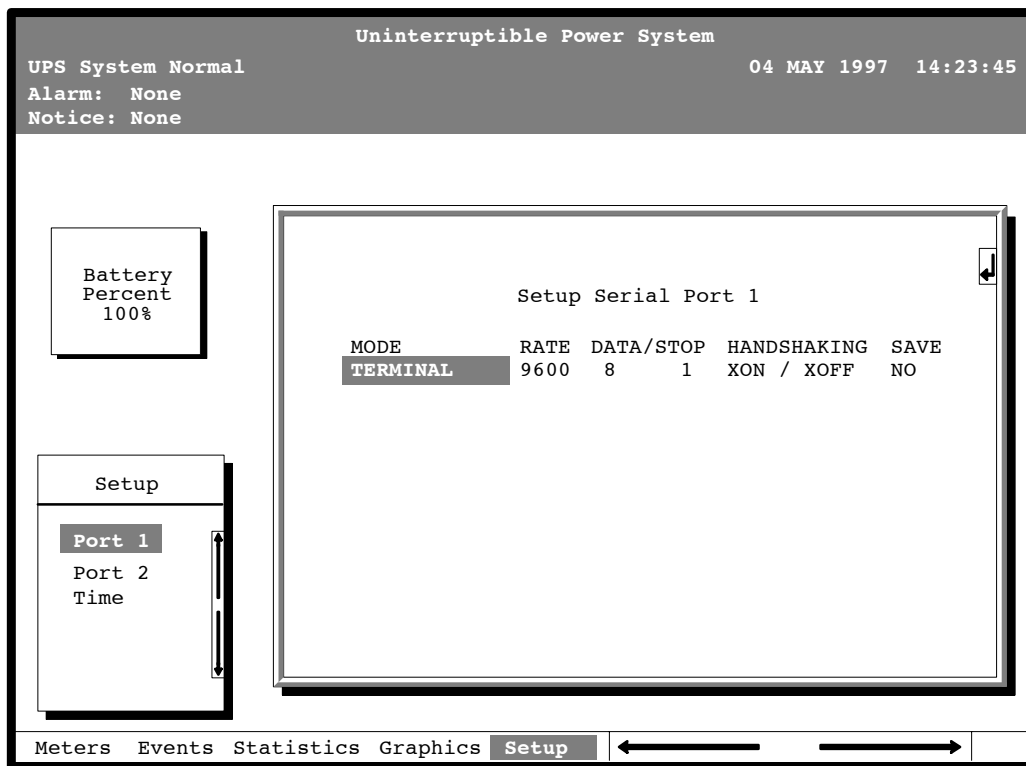 Uninterruptible Power System
UPS System Normal 04 MAY 1997 14:23:45
Alarm: None
Notice: None
Battery
Percent
100%
Setup Serial Port 1
MODE RATE DATA/STOP HANDSHAKING SAVE
TERMINAL 9600 8 1 XON / XOFF NO
Setup
Port 1
Port 2
Time
Meters Events Statistics Graphics Setup